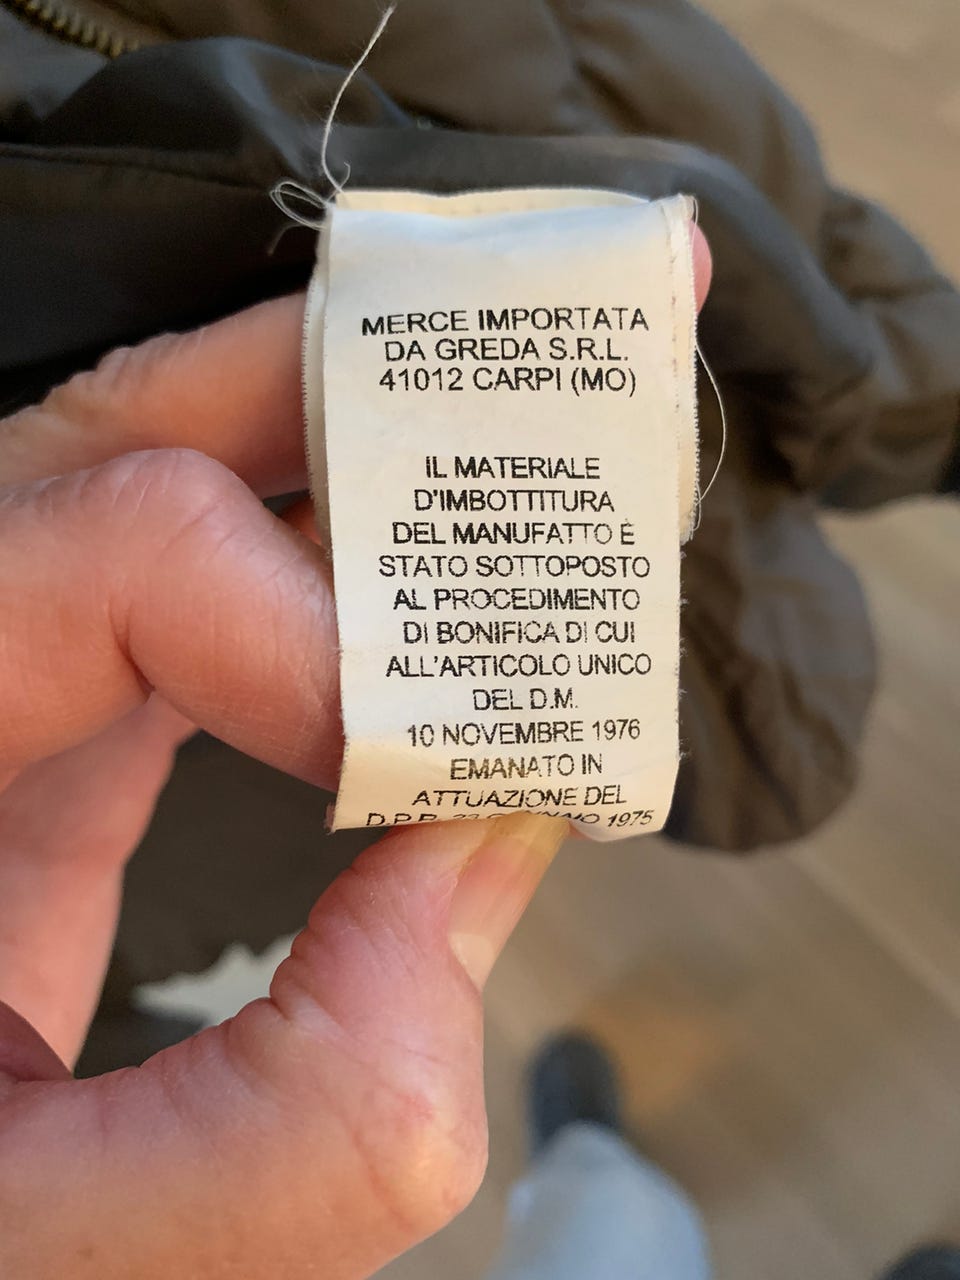 MERCE IMPORTATA
DA GREDA S.R.L.
41012 CARPI (MO)
IL MATERIALE
D'IMBOTTITURA
DEL MANUFATTO È
STATO SOTTOPOSTO
AL PROCEDIMENTO
DI BONIFICA DI CUI
ALL'ARTICOLO UNICO
DEL D.M.
10 NOVEMBRE 1976
EMANATO IN
ATTUAZIONE DEL
D.P.R. 1975